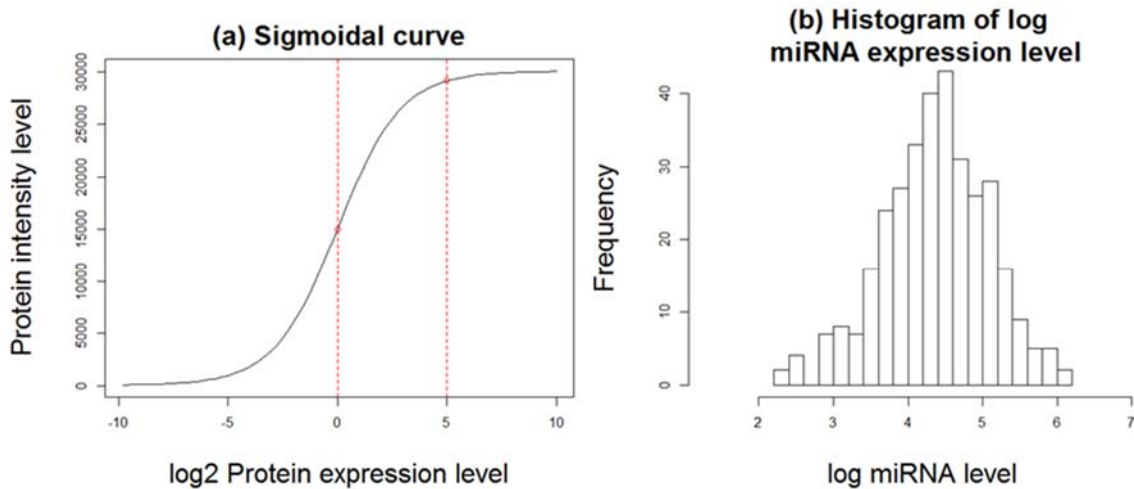 (a) Sigmoidal curve
Protein intensity level
30000
25000
20000
15000
10000
5000
0
-10 -5 0 5 10
log2 Protein expression level
(b) Histogram of log
miRNA expression level
Frequency
40
30
20
10
0
2 3 4 5 6 7
log miRNA level